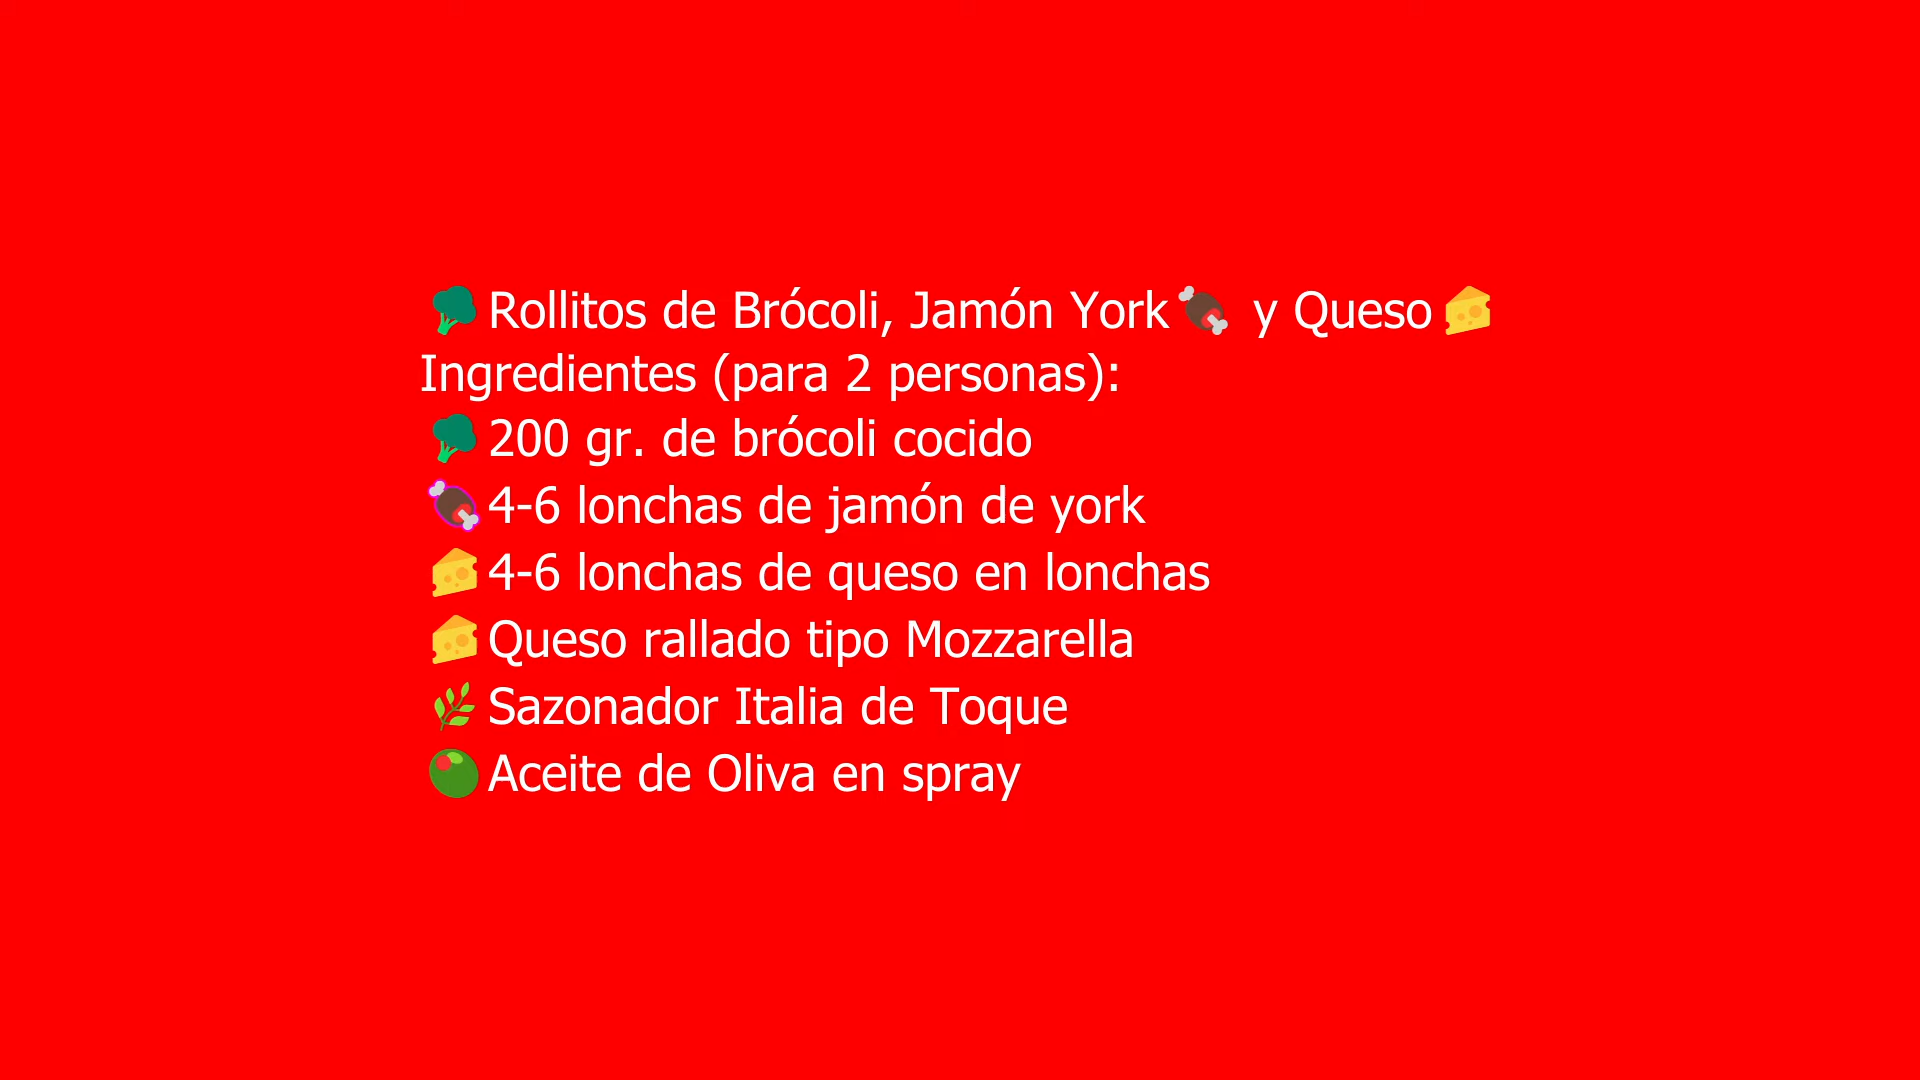 🥦Rollitos de Brócoli, Jamón York🍖 y Queso🧀
Ingredientes (para 2 personas):
🥦200 gr. de brócoli cocido
🍖4-6 lonchas de jamón de york
🧀4-6 lonchas de queso en lonchas
🧀Queso rallado tipo Mozzarella
🌿Sazonador Italia de Toque
🫒Aceite de Oliva en spray